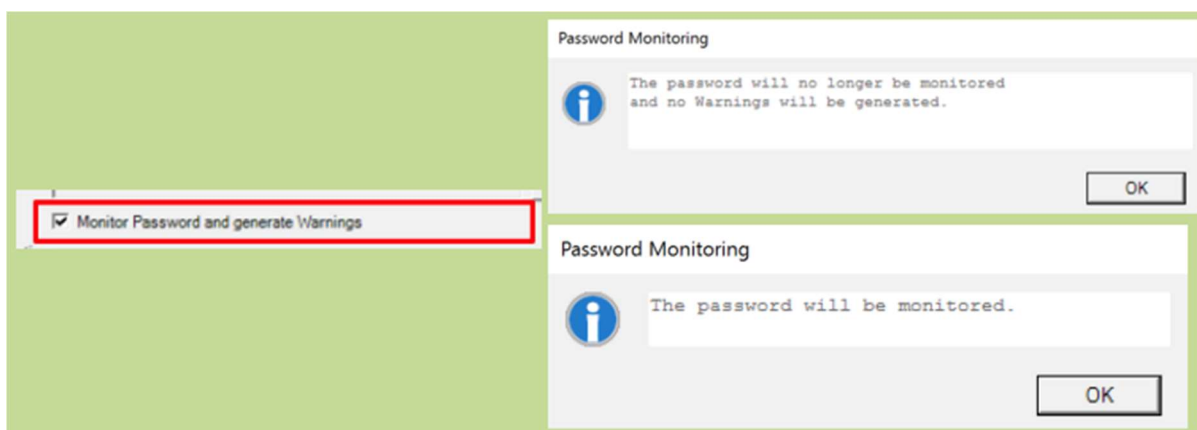 Monitor Password and generate Warnings
Password Monitoring
The password will no longer be monitored
and no Warnings will be generated.
OK
Password Monitoring
The password will be monitored.
OK